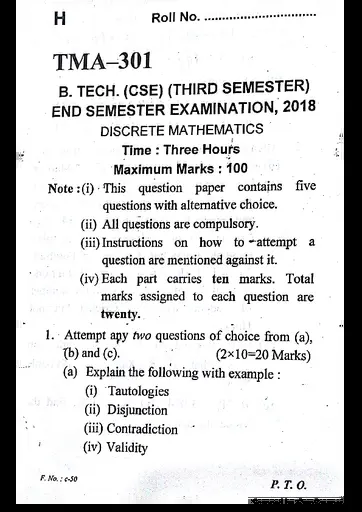 H Roll No. ..............................
TMA–301
B. TECH. (CSE) (THIRD SEMESTER)
END SEMESTER EXAMINATION, 2018
DISCRETE MATHEMATICS
Time : Three Hours
Maximum Marks : 100
Note :(i) This question paper contains five
questions with alternative choice.
(ii) All questions are compulsory.
(iii) Instructions on how to attempt a
question are mentioned against it.
(iv) Each part carries ten marks. Total
marks assigned to each question are
twenty.
1. Attempt any two questions of choice from (a),
(b) and (c). (2×10=20 Marks)
(a) Explain the following with example :
(i) Tautologies
(ii) Disjunction
(iii) Contradiction
(iv) Validity
F. No. : c-50
P. T. O.